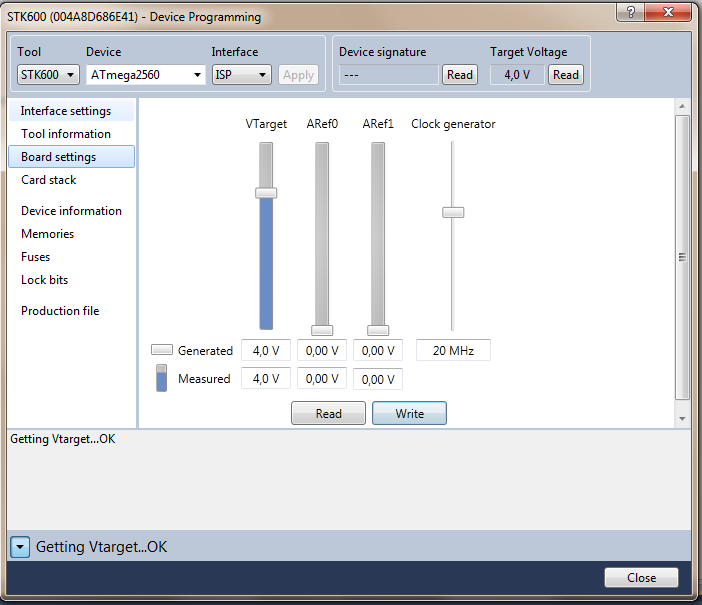 STK600 (004A8D686E41) - Device Programming
Tool Device Interface Device signature Target Voltage
STK600 ATmega2560 ISP Apply --- Read 4,0 V Read
Interface settings
Tool information
Board settings
Card stack
Device information
Memories
Fuses
Lock bits
Production file
VTarget ARef0 ARef1 Clock generator
Generated 4,0 V 0,00 V 0,00 V 20 MHz
Measured 4,0 V 0,00 V 0,00 V
Read Write
Getting Vtarget...OK
Getting Vtarget...OK
Close